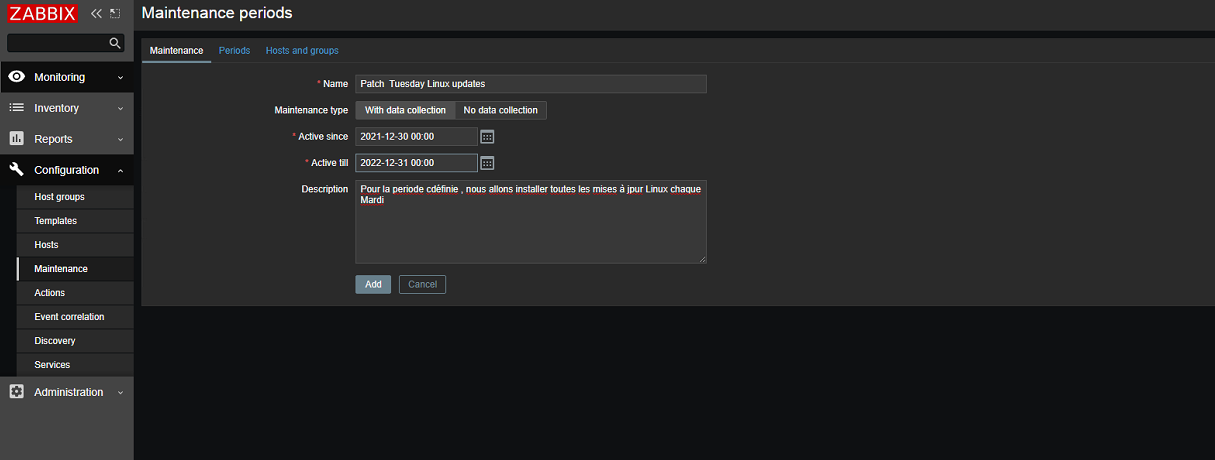 ZABBIX
Maintenance periods
Maintenance Periods Hosts and groups
Monitoring
Inventory
Reports
Configuration
Host groups
Templates
Hosts
Maintenance
Actions
Event correlation
Discovery
Services
Administration
* Name Patch  Tuesday Linux updates
Maintenance type With data collection No data collection
* Active since 2021-12-30 00:00
* Active till 2022-12-31 00:00
Description Pour la periode cdéfinie , nous allons installer toutes les mises à jpur Linux chaque
Mardi
Add Cancel